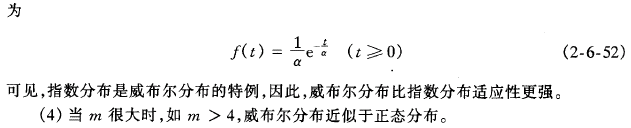 为
f(t) = \frac{1}{α} e^{-\frac{t}{α}} (t ⩾ 0) (2-6-52)
可见,指数分布是威布尔分布的特例,因此,威布尔分布比指数分布适应性更强。
(4) 当 m 很大时,如 m > 4,威布尔分布近似于正态分布。